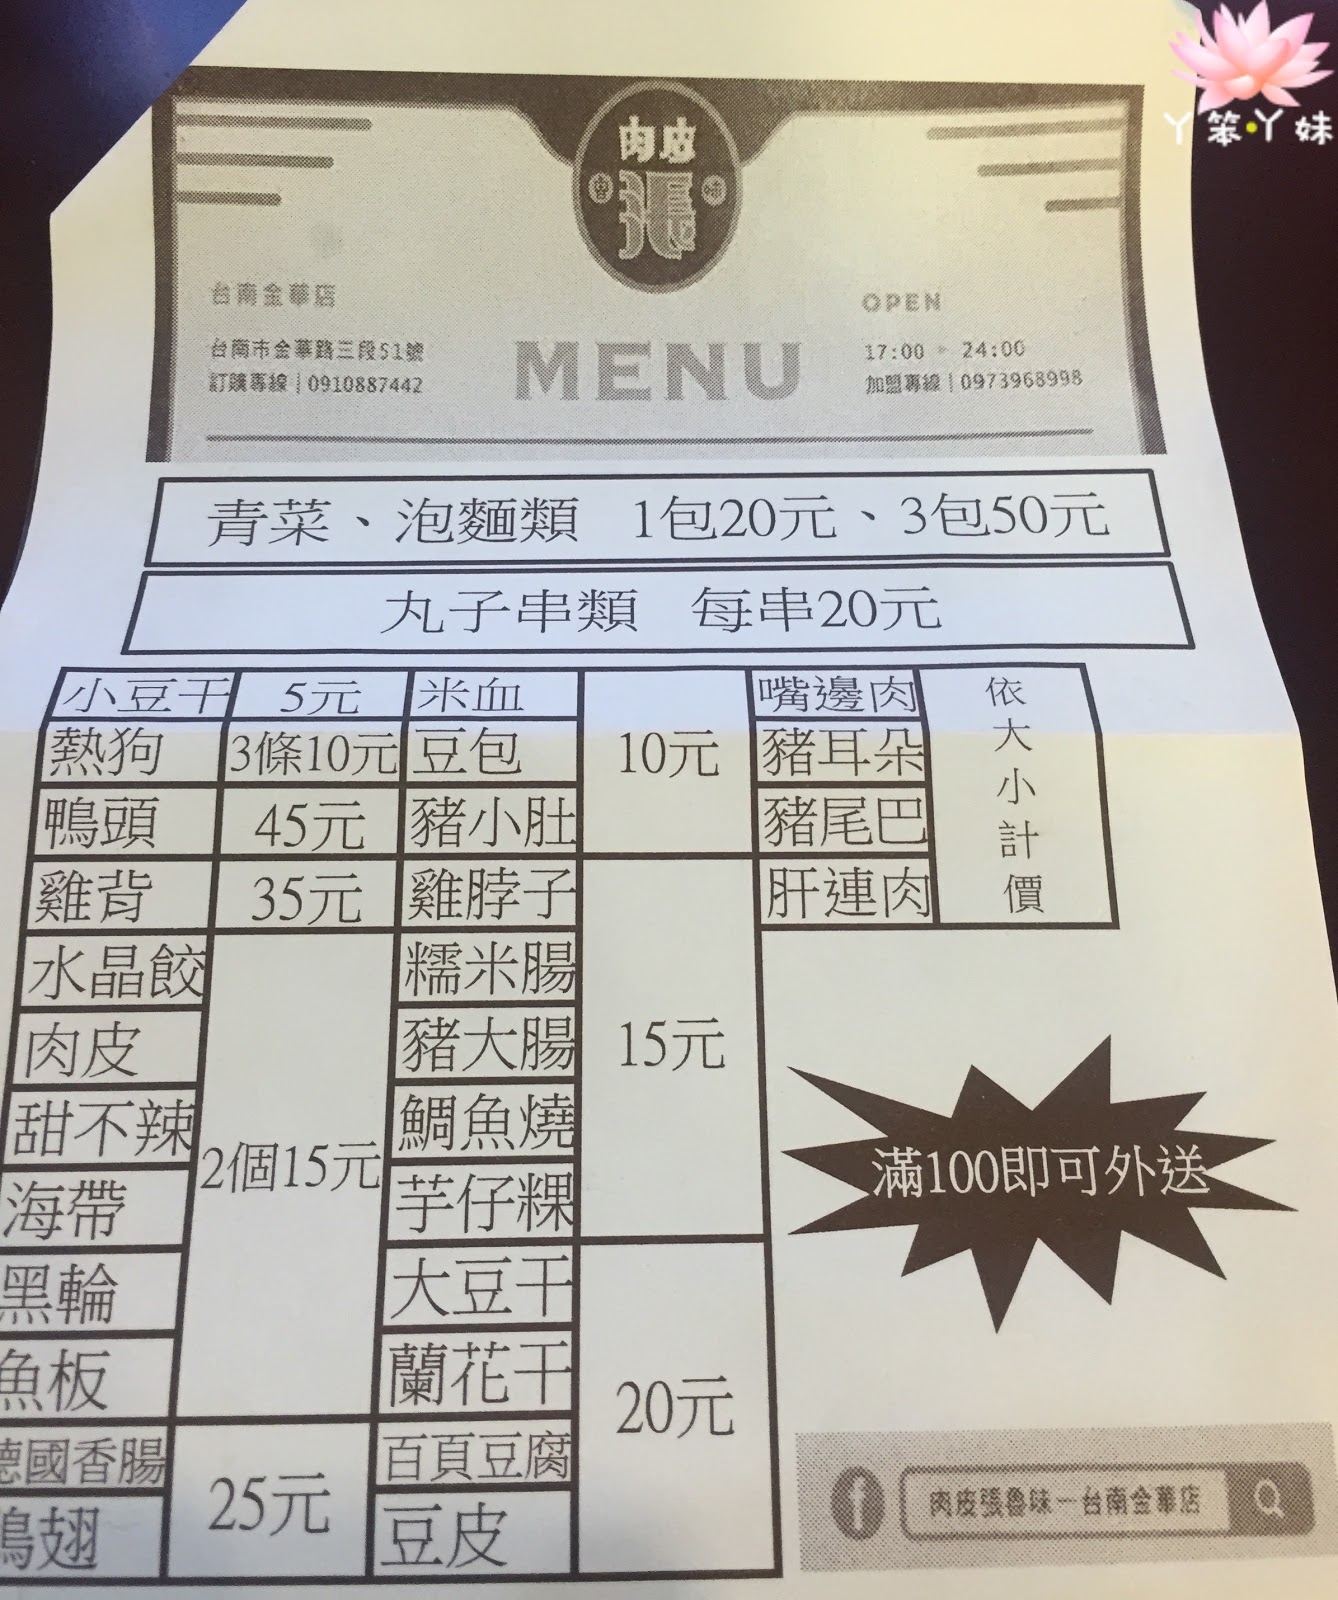 ㄚ笨•ㄚ妹
肉皮
張
台南金華店
台南市金華路三段51號
訂購專線|0910887442
MENU
OPEN
17:00 - 24:00
加盟專線|0973968998
青菜、泡麵類 1包20元、3包50元
丸子串類 每串20元
小豆干 5元 米血 嘴邊肉
熱狗 3條10元 豆包 10元 豬耳朵
鴨頭 45元 豬小肚 豬尾巴
雞背 35元 雞脖子 肝連肉
依大小計價
水晶餃 糯米腸
肉皮 豬大腸 15元
甜不辣 鯛魚燒
2個15元
海帶 芋仔粿
黑輪 大豆干
魚板 蘭花干 20元
德國香腸 百頁豆腐
25元
鴨翅 豆皮
滿100即可外送
f 肉皮張魯味－台南金華店